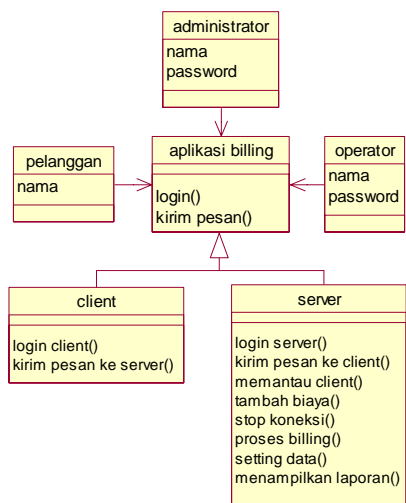 administrator
nama
password
pelanggan
nama
aplikasi billing
login()
kirim pesan()
operator
nama
password
client
login client()
kirim pesan ke server()
server
login server()
kirim pesan ke client()
memantau client()
tambah biaya()
stop koneksi()
proses billing()
setting data()
menampilkan laporan()